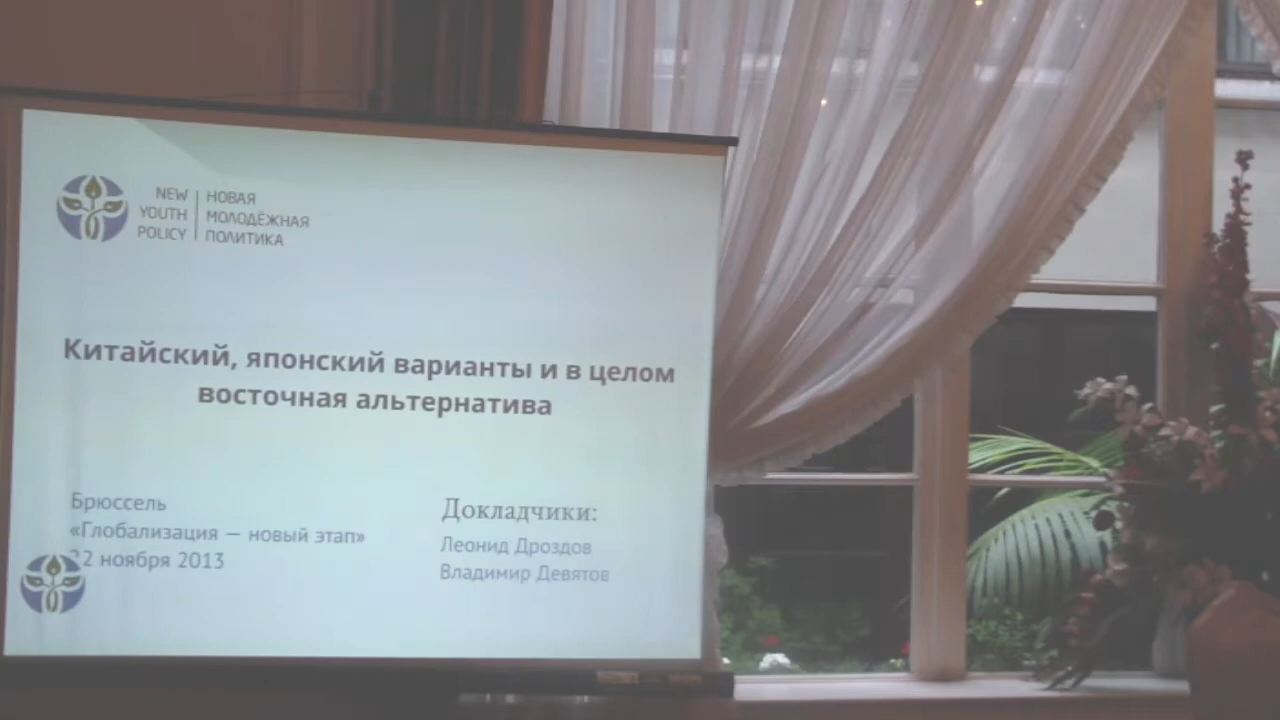 NEW
YOUTH
POLICY
НОВАЯ
МОЛОДЁЖНАЯ
ПОЛИТИКА
Китайский, японский варианты и в целом
восточная альтернатива
Брюссель
«Глобализация — новый этап»
22 ноября 2013
Докладчики:
Леонид Дроздов
Владимир Девятов